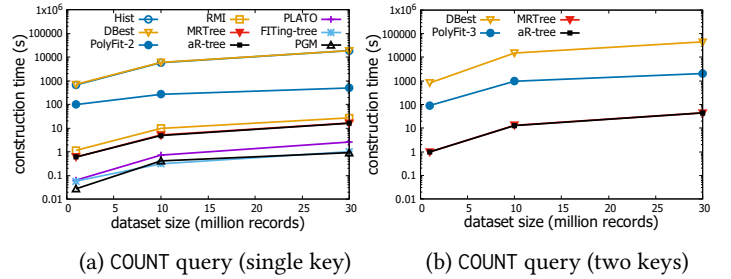 1x10⁶
100000
10000
1000
100
10
1
0.1
0.01
construction time (s)
Hist RMI PLATO
DBest MRTree FITing-tree
PolyFit-2 aR-tree PGM
0 5 10 15 20 25 30
dataset size (million records)
(a) COUNT query (single key)
1x10⁶
100000
10000
1000
100
10
1
0.1
0.01
construction time (s)
DBest MRTree
PolyFit-3 aR-tree
0 5 10 15 20 25 30
dataset size (million records)
(b) COUNT query (two keys)